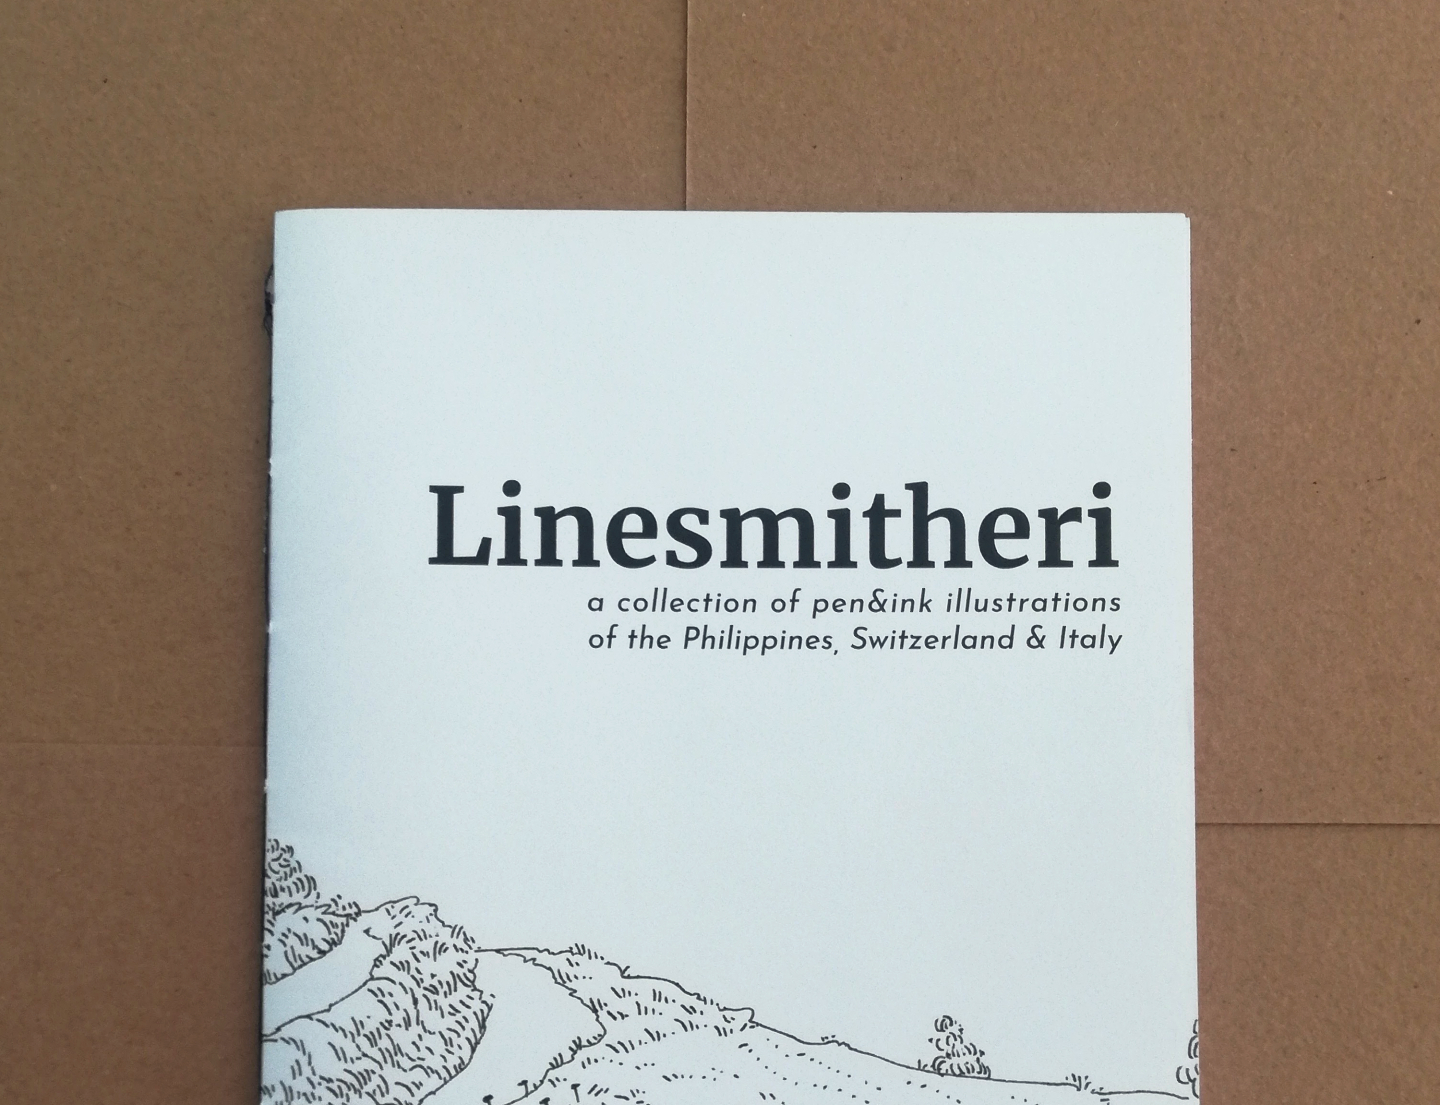 Linesmitheri
a collection of pen&ink illustrations
of the Philippines, Switzerland & Italy